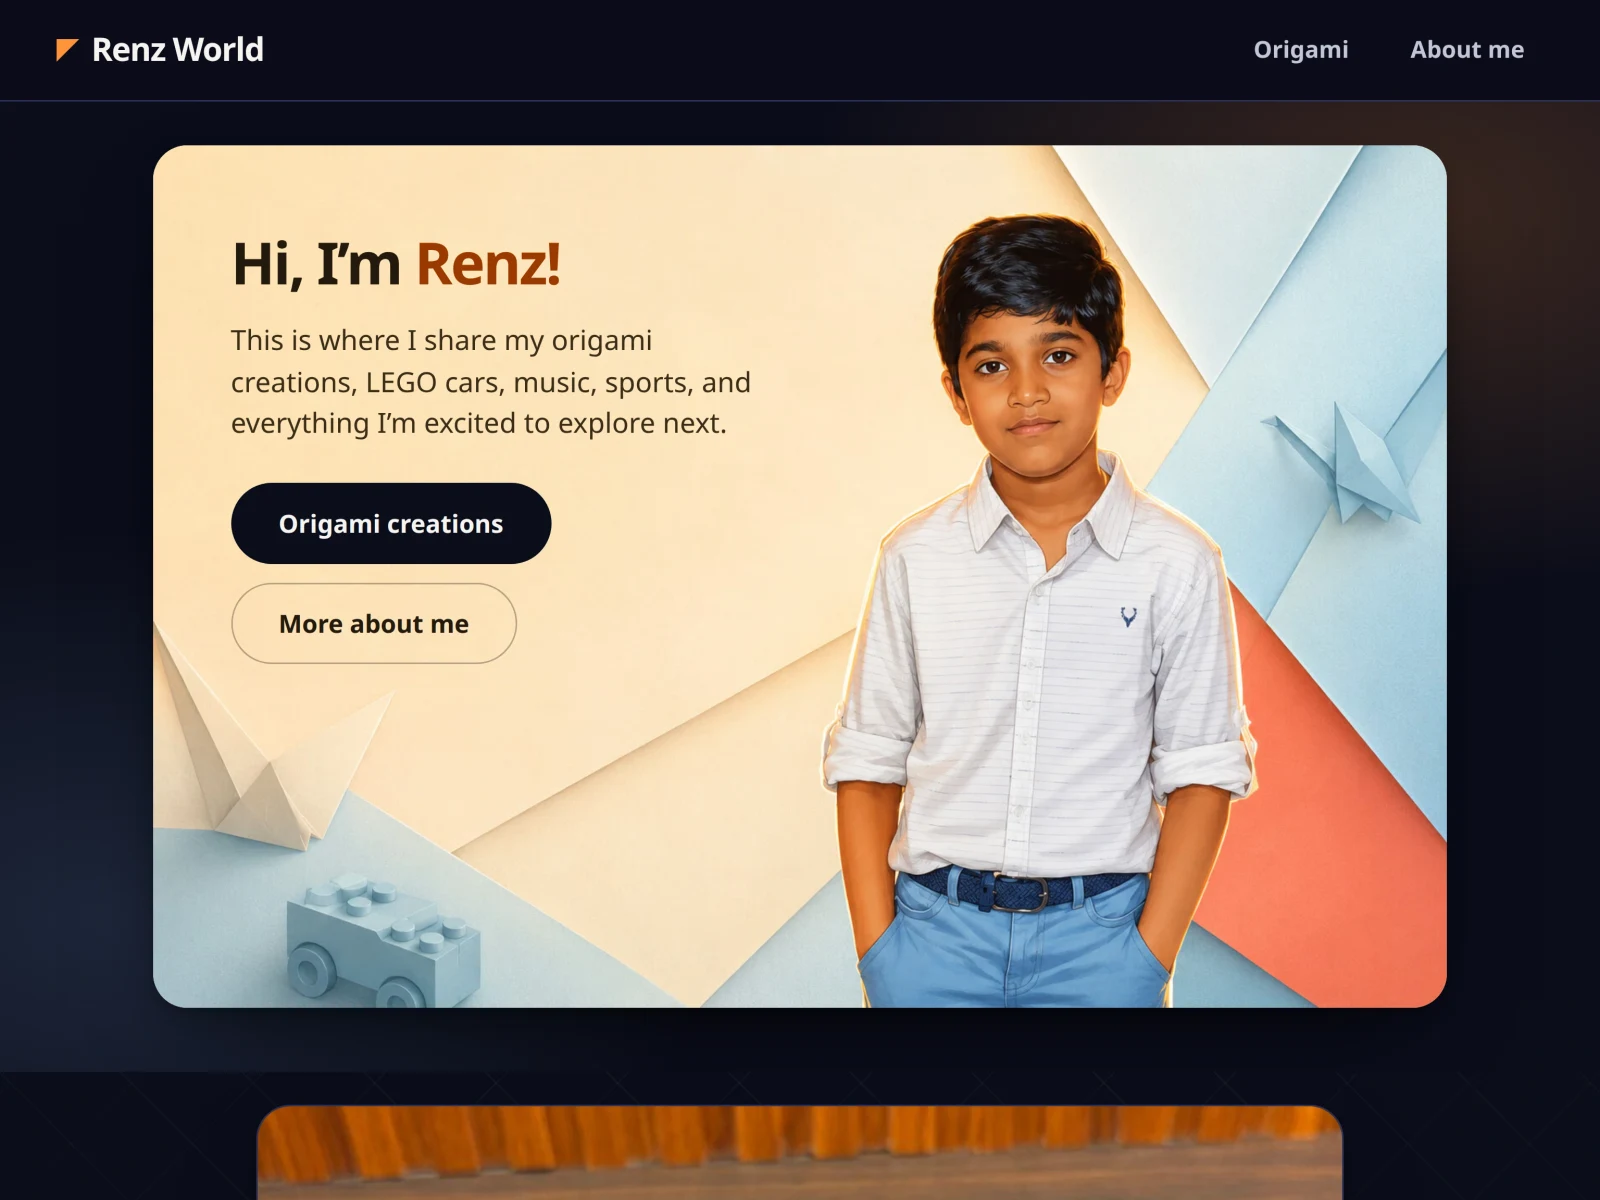 Renz World
Origami
About me
Hi, I’m Renz!
This is where I share my origami
creations, LEGO cars, music, sports, and
everything I’m excited to explore next.
Origami creations
More about me